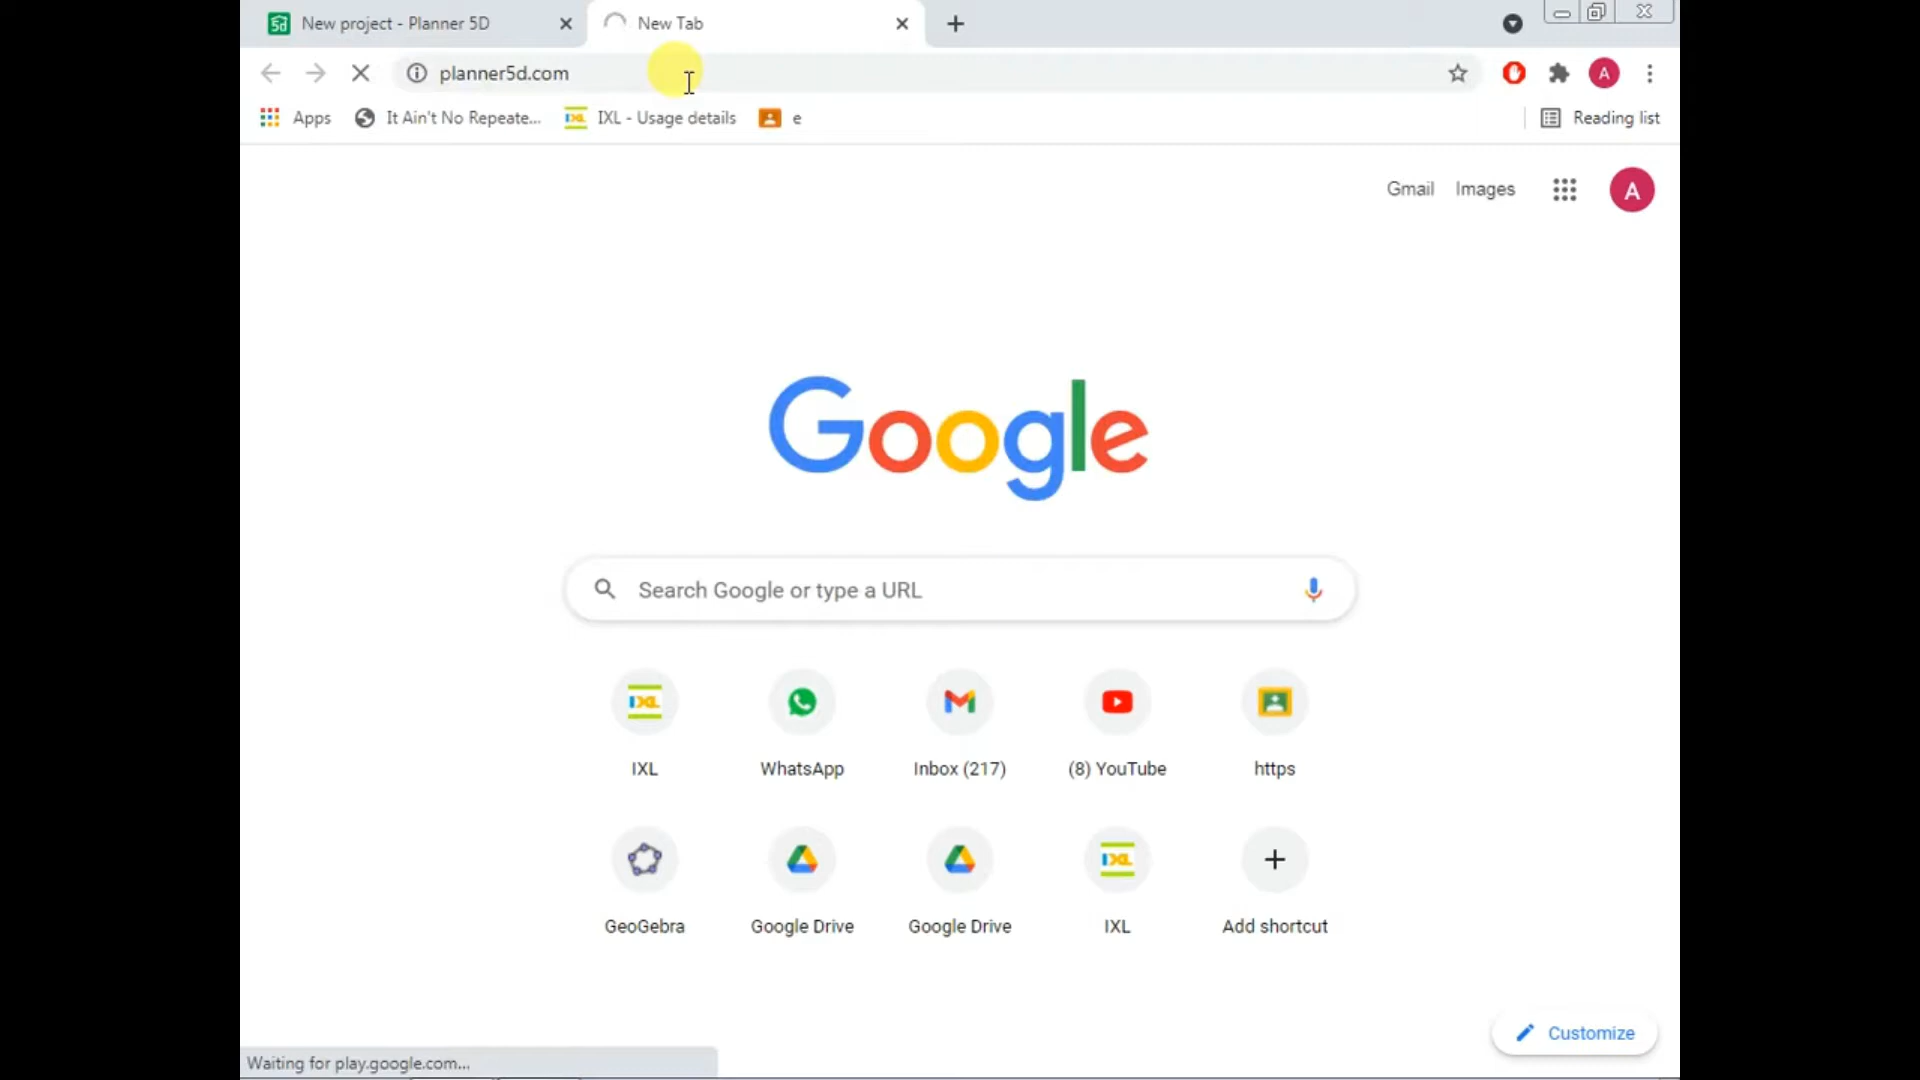 New project - Planner 5D
New Tab
planner5d.com
A
Apps
It Ain't No Repeate...
IXL - Usage details
e
Reading list
Gmail
Images
A
Google
Search Google or type a URL
IXL
WhatsApp
Inbox (217)
(8) YouTube
https
GeoGebra
Google Drive
Google Drive
IXL
Add shortcut
Customize
Waiting for play.google.com...